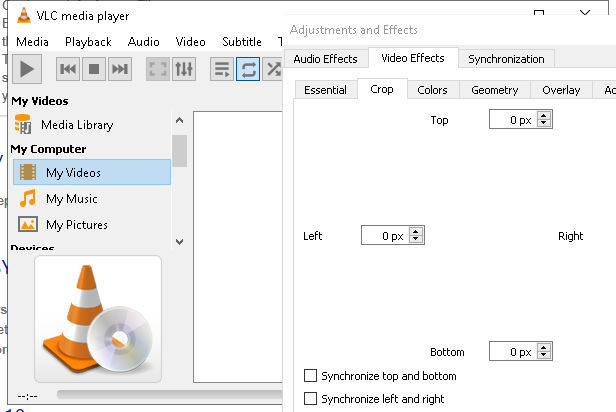 VLC media player
Adjustments and Effects
Media Playback Audio Video Subtitle T
Audio Effects Video Effects Synchronization
Essential Crop Colors Geometry Overlay
My Videos
Media Library
My Computer
My Videos
My Music
My Pictures
Devices
Top 0 px
Left 0 px Right
Bottom 0 px
Synchronize top and bottom
Synchronize left and right
--:--